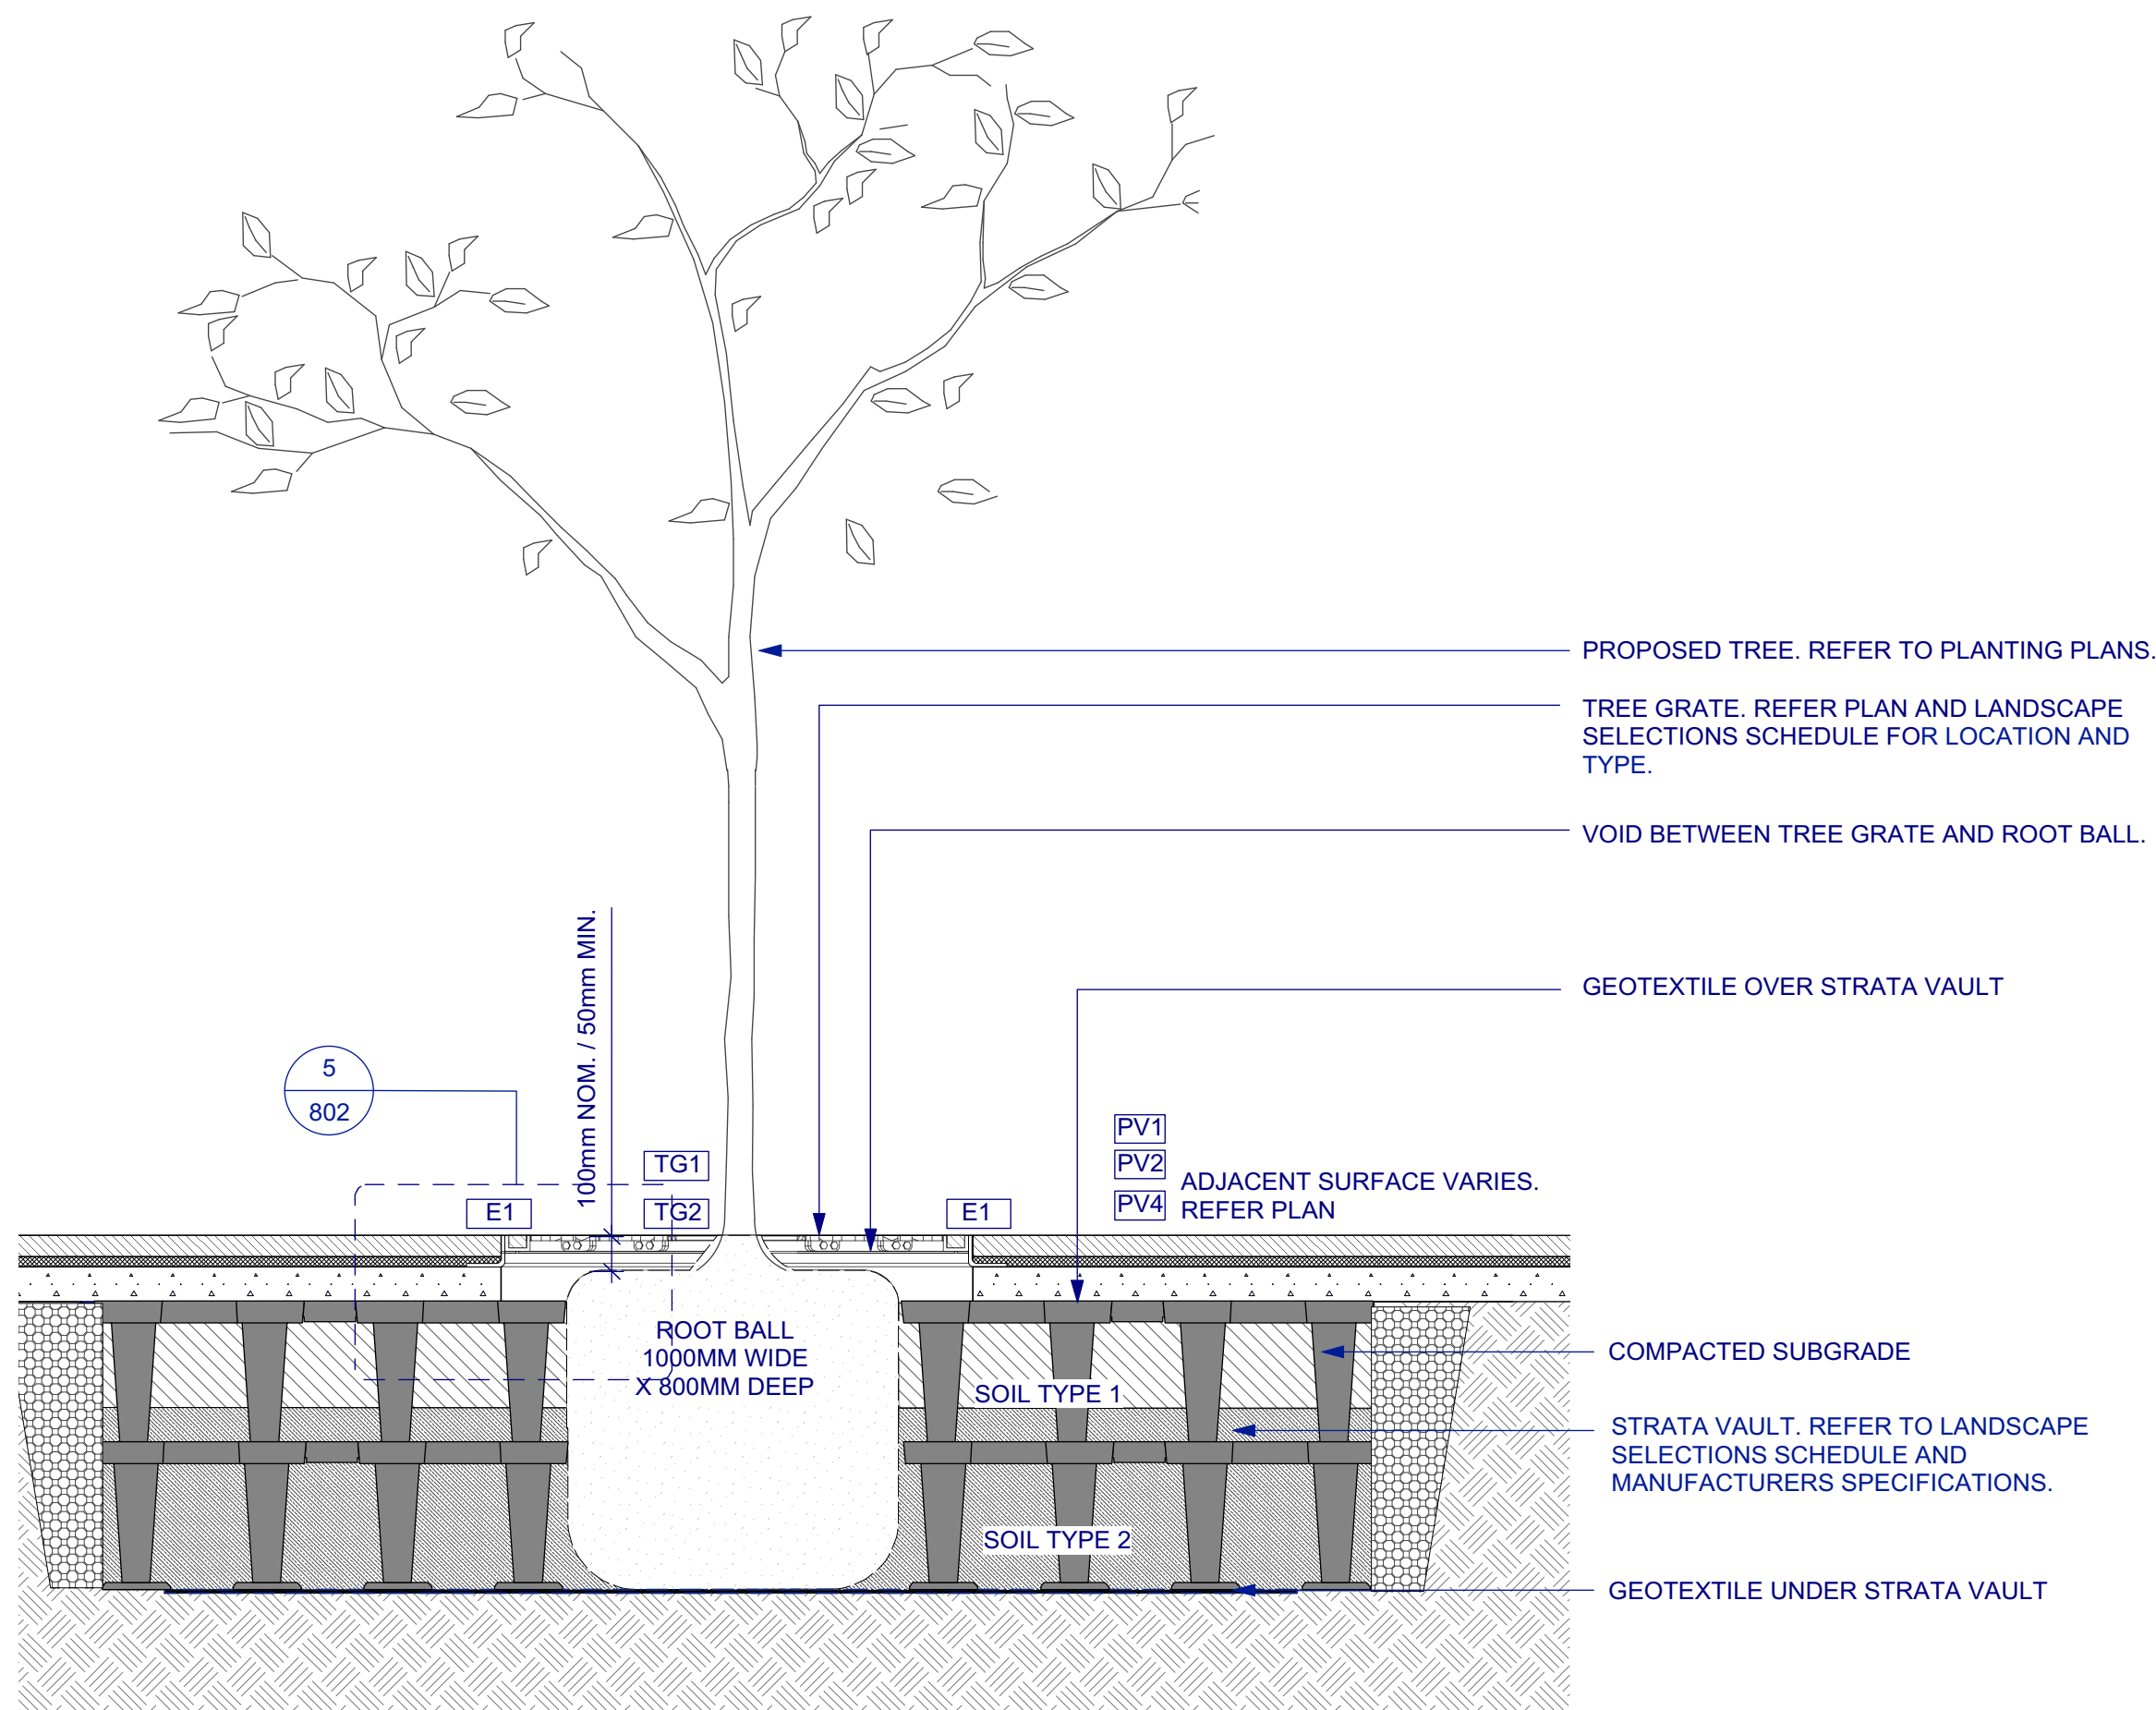 PROPOSED TREE. REFER TO PLANTING PLANS.
TREE GRATE. REFER PLAN AND LANDSCAPE
SELECTIONS SCHEDULE FOR LOCATION AND
TYPE.
VOID BETWEEN TREE GRATE AND ROOT BALL.
GEOTEXTILE OVER STRATA VAULT
100mm NOM. / 50mm MIN.
5
802
TG1
TG2
E1
E1
PV1
PV2
PV4
ADJACENT SURFACE VARIES.
REFER PLAN
ROOT BALL
1000MM WIDE
X 800MM DEEP
SOIL TYPE 1
SOIL TYPE 2
COMPACTED SUBGRADE
STRATA VAULT. REFER TO LANDSCAPE
SELECTIONS SCHEDULE AND
MANUFACTURERS SPECIFICATIONS.
GEOTEXTILE UNDER STRATA VAULT